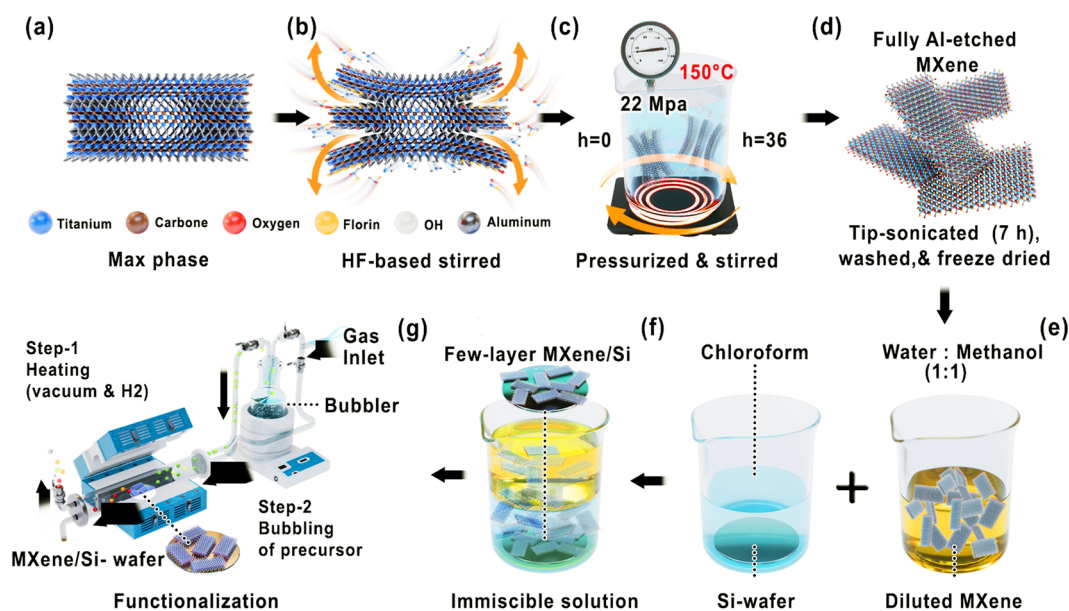 (a)
(b)
(c)
(d)
150°C
22 Mpa
h=0
h=36
Fully Al-etched
MXene
Titanium
Carbone
Oxygen
Florin
OH
Aluminum
Max phase
HF-based stirred
Pressurized & stirred
Tip-sonicated (7 h),
washed,& freeze dried
(g)
(f)
(e)
Step-1
Heating
(vacuum & H2)
Gas
Inlet
Bubbler
Step-2
Bubbling
of precursor
MXene/Si- wafer
Functionalization
Few-layer MXene/Si
Immiscible solution
Chloroform
+
Si-wafer
Water : Methanol
(1:1)
Diluted MXene